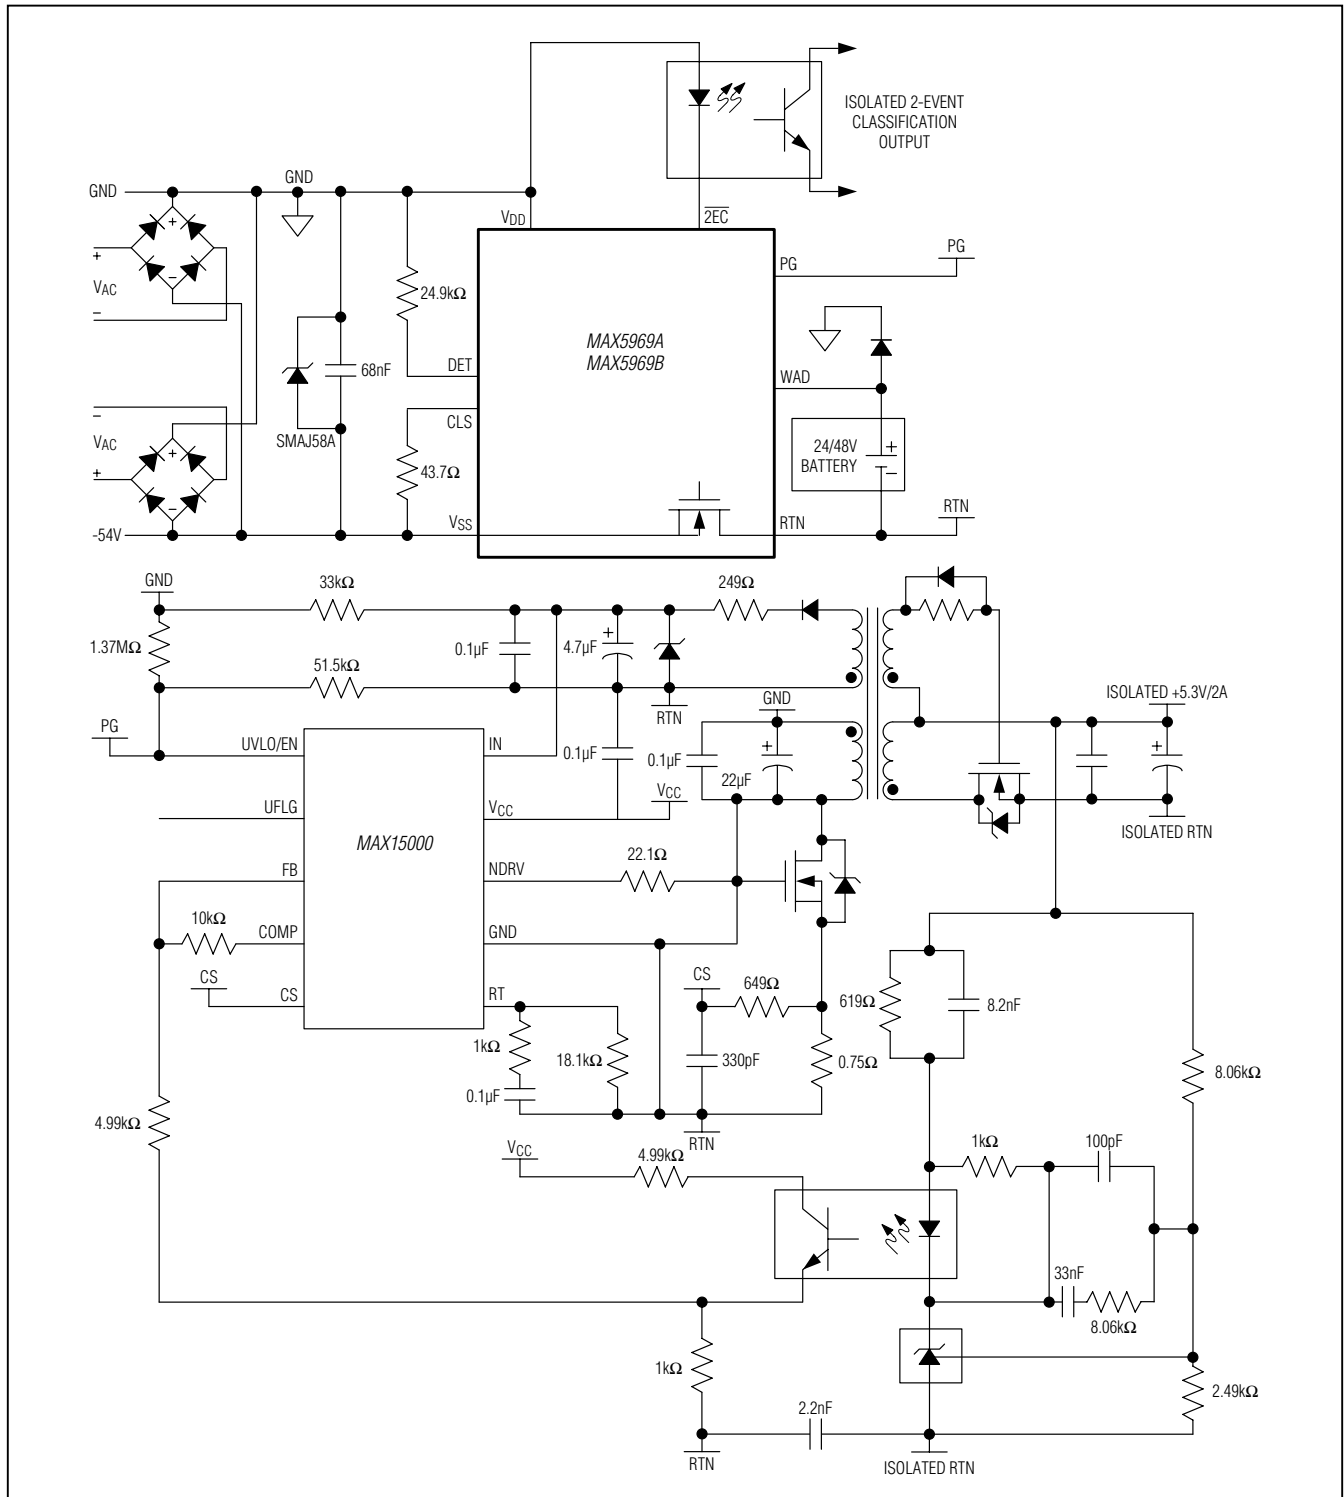 ISOLATED 2-EVENT
CLASSIFICATION
OUTPUT
GND
GND
VDD
2EC
PG
PG
+
+
VAC
−
−
24.9kΩ
MAX5969A
MAX5969B
DET
WAD
68nF
SMAJ58A
CLS
−
VAC
+
+
−
43.7Ω
24/48V
BATTERY
+
−
-54V
VSS
RTN
RTN
GND
33kΩ
249Ω
1.37MΩ
0.1µF
+
4.7µF
51.5kΩ
RTN
GND
ISOLATED +5.3V/2A
PG
UVLO/EN
IN
0.1µF
0.1µF
+
22µF
+
UFLG
VCC
VCC
ISOLATED RTN
MAX15000
FB
NDRV
22.1Ω
10kΩ
COMP
GND
CS
CS
RT
CS
649Ω
619Ω
8.2nF
1kΩ
18.1kΩ
330pF
0.75Ω
0.1µF
8.06kΩ
4.99kΩ
RTN
VCC
4.99kΩ
1kΩ
100pF
33nF
8.06kΩ
1kΩ
2.49kΩ
2.2nF
RTN
ISOLATED RTN